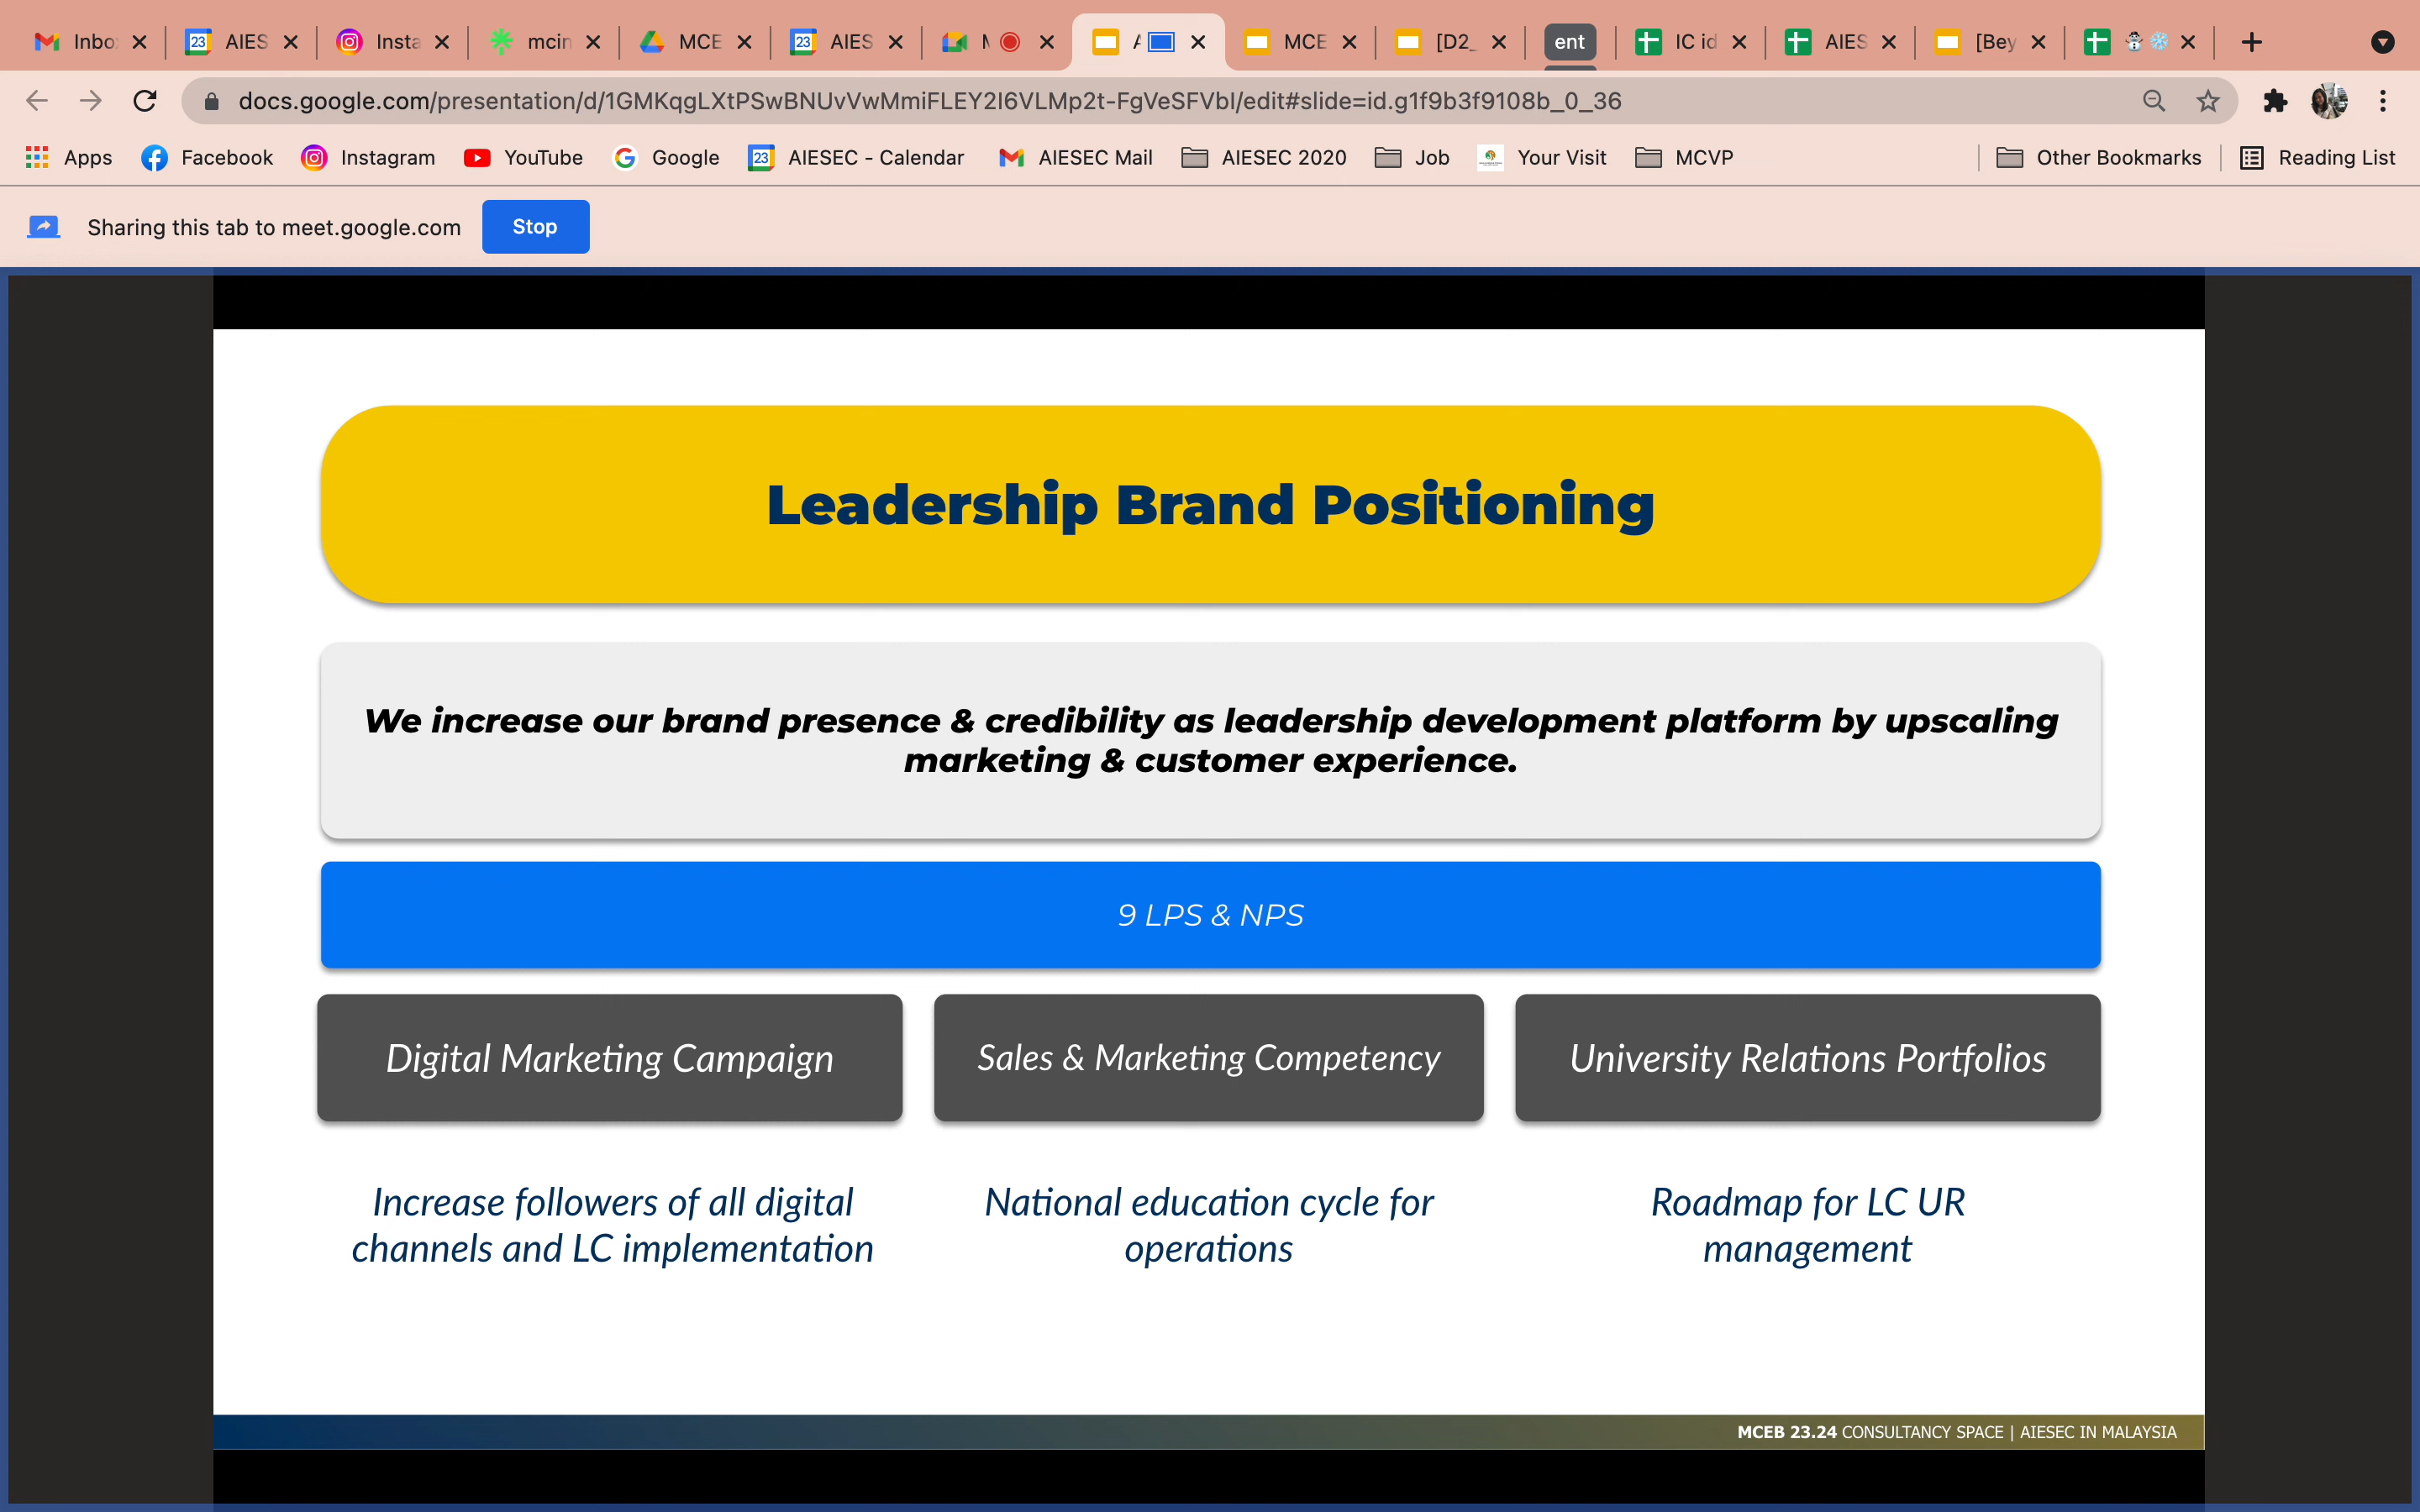 Inbo
AIES
Insta
mcin
MCE
AIES
MCE
[D2_
ent
IC id
AIES
[Bey
docs.google.com/presentation/d/1GMKqgLXtPSwBNUvVwMmiFLEY2I6VLMp2t-FgVeSFVbI/edit#slide=id.g1f9b3f9108b_0_36
Apps
Facebook
Instagram
YouTube
Google
23
AIESEC - Calendar
AIESEC Mail
AIESEC 2020
Job
Your Visit
MCVP
Other Bookmarks
Reading List
Sharing this tab to meet.google.com
Stop
Leadership Brand Positioning
We increase our brand presence & credibility as leadership development platform by upscaling
marketing & customer experience.
9 LPS & NPS
Digital Marketing Campaign
Sales & Marketing Competency
University Relations Portfolios
Increase followers of all digital
channels and LC implementation
National education cycle for
operations
Roadmap for LC UR
management
MCEB 23.24 CONSULTANCY SPACE | AIESEC IN MALAYSIA